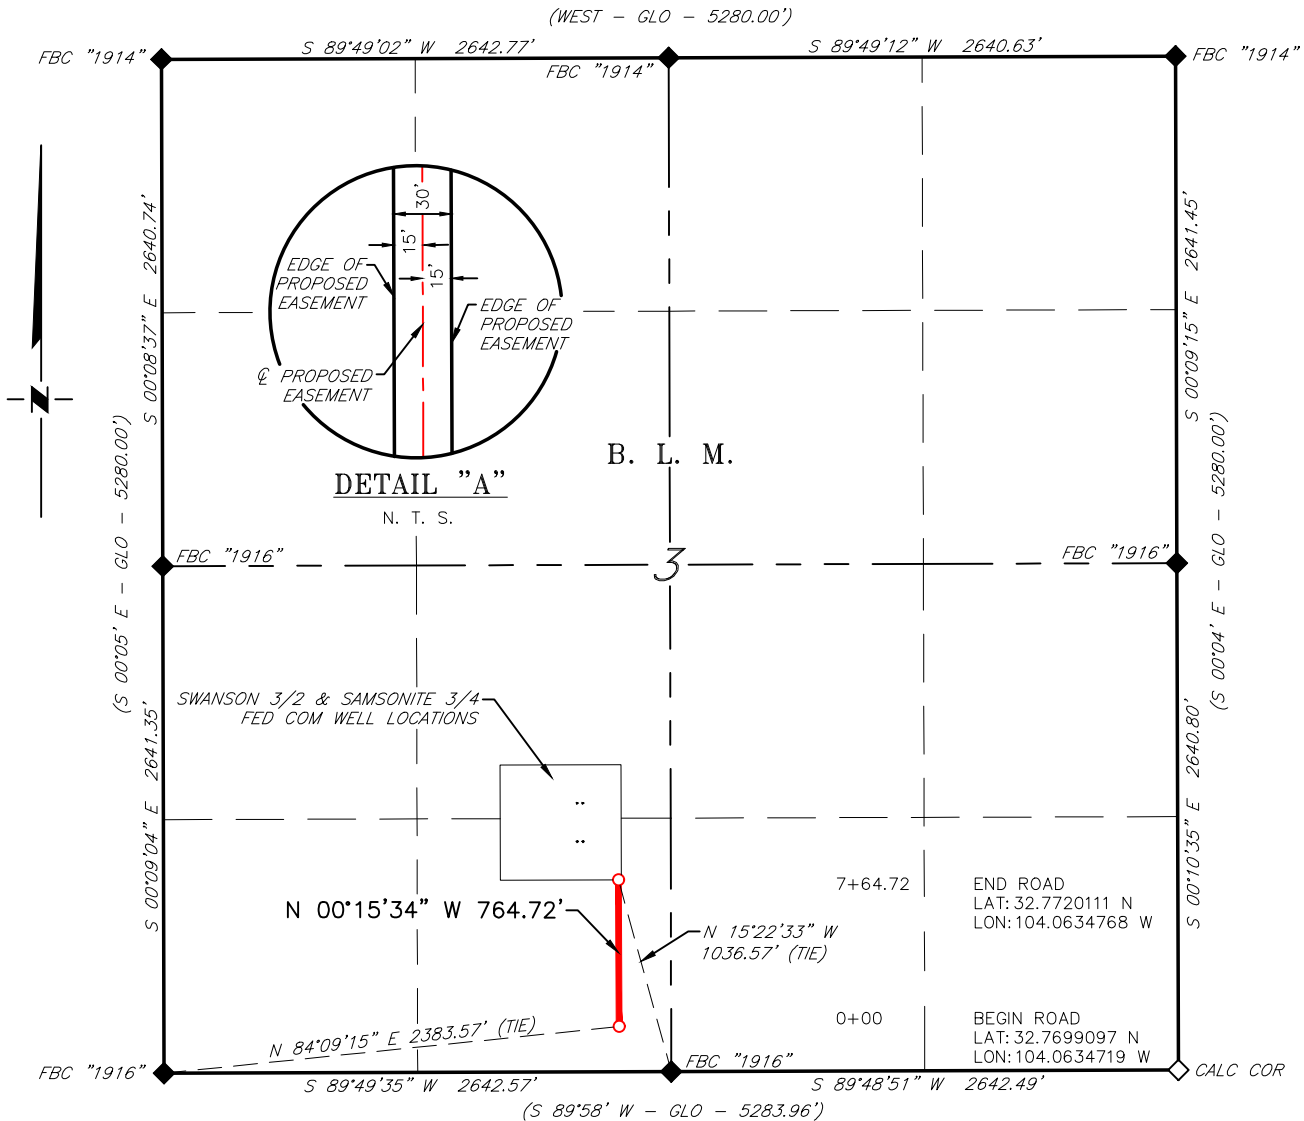 (WEST - GLO - 5280.00')
S 89°49'02" W 2642.77'
S 89°49'12" W 2640.63'
FBC "1914"
FBC "1914"
FBC "1914"
S 00°08'37" E 2640.74'
S 00°09'15" E 2641.45'
30'
15'
15'
EDGE OF
PROPOSED
EASEMENT
EDGE OF
PROPOSED
EASEMENT
℄ PROPOSED
EASEMENT
DETAIL "A"
N. T. S.
N
B. L. M.
(S 00°05' E - GLO - 5280.00')
(S 00°04' E - GLO - 5280.00')
FBC "1916"
3
FBC "1916"
SWANSON 3/2 & SAMSONITE 3/4
FED COM WELL LOCATIONS
S 00°09'04" E 2641.35'
S 00°10'35" E 2640.80'
7+64.72 END ROAD
LAT: 32.7720111 N
LON: 104.0634768 W
N 00°15'34" W 764.72'
N 15°22'33" W
1036.57' (TIE)
0+00 BEGIN ROAD
LAT: 32.7699097 N
LON: 104.0634719 W
N 84°09'15" E 2383.57' (TIE)
FBC "1916"
FBC "1916"
CALC COR
S 89°49'35" W 2642.57'
S 89°48'51" W 2642.49'
(S 89°58' W - GLO - 5283.96')